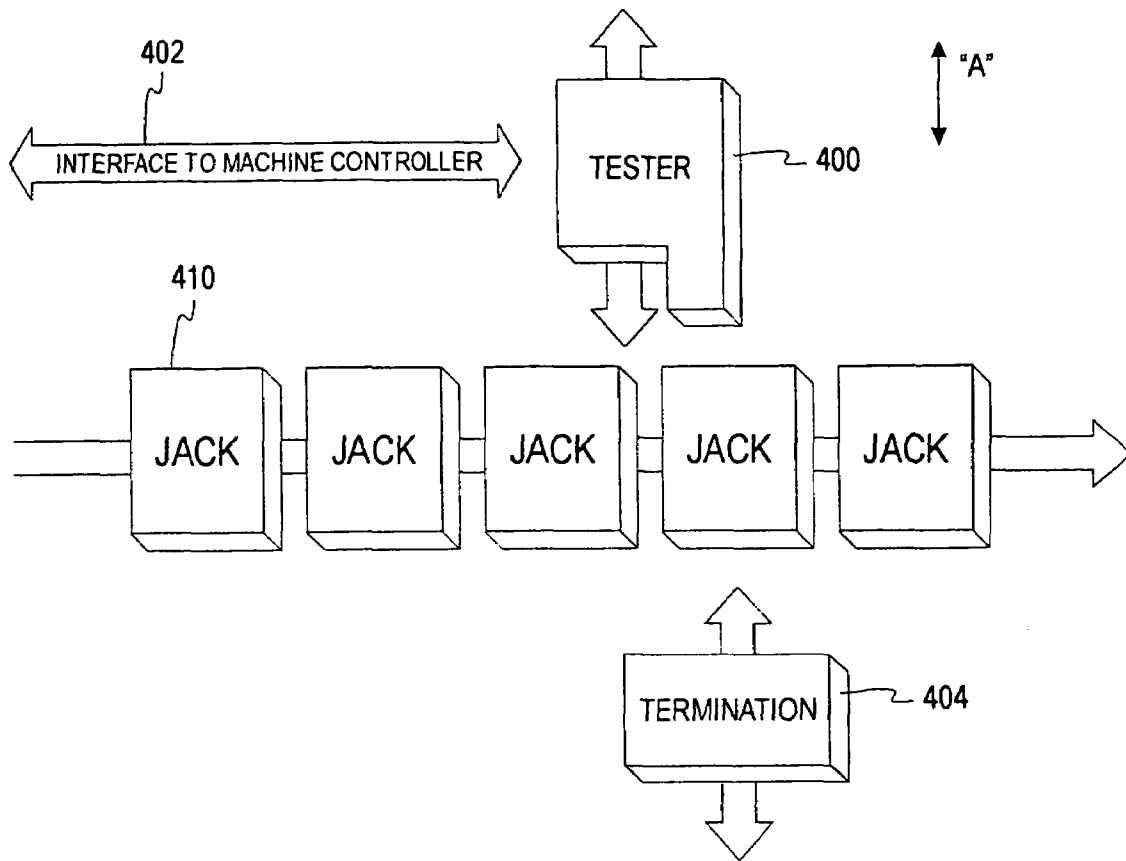 402
"A"
INTERFACE TO MACHINE CONTROLLER
TESTER
400
410
JACK
JACK
JACK
JACK
JACK
TERMINATION
404